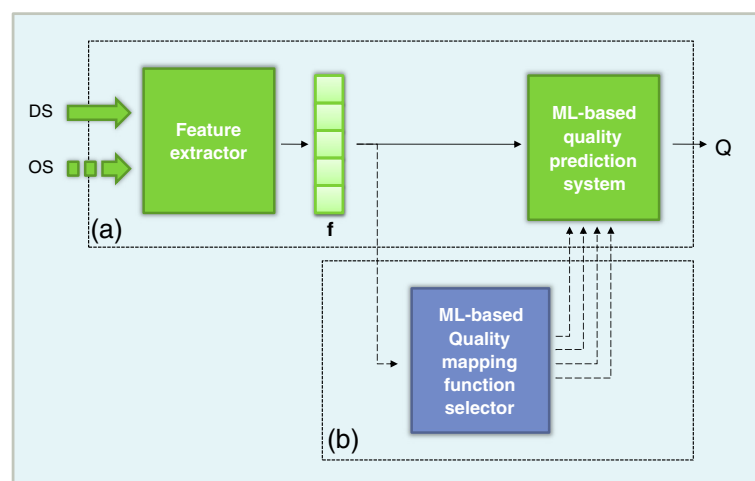 DS
OS
Feature
extractor
f
ML-based
quality
prediction
system
Q
(a)
ML-based
Quality
mapping
function
selector
(b)